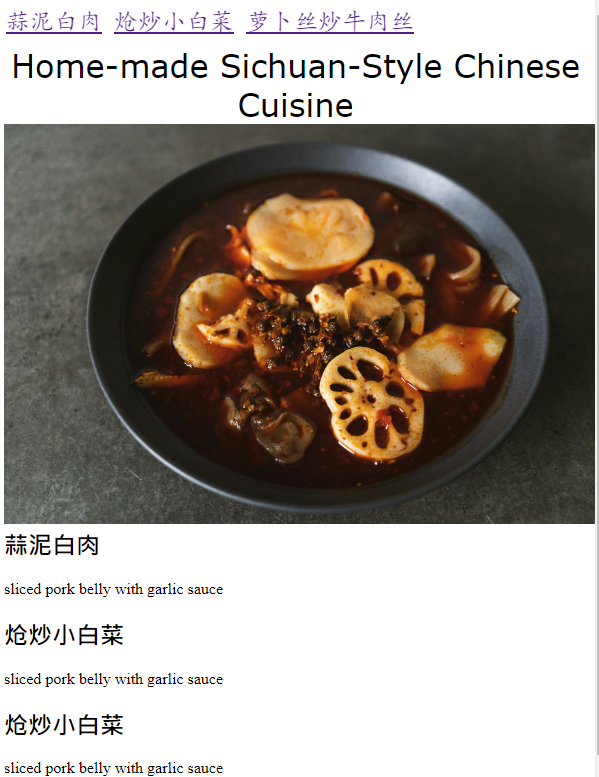 蒜泥白肉 炝炒小白菜 萝卜丝炒牛肉丝
Home-made Sichuan-Style Chinese
Cuisine
蒜泥白肉
sliced pork belly with garlic sauce
炝炒小白菜
sliced pork belly with garlic sauce
炝炒小白菜
sliced pork belly with garlic sauce